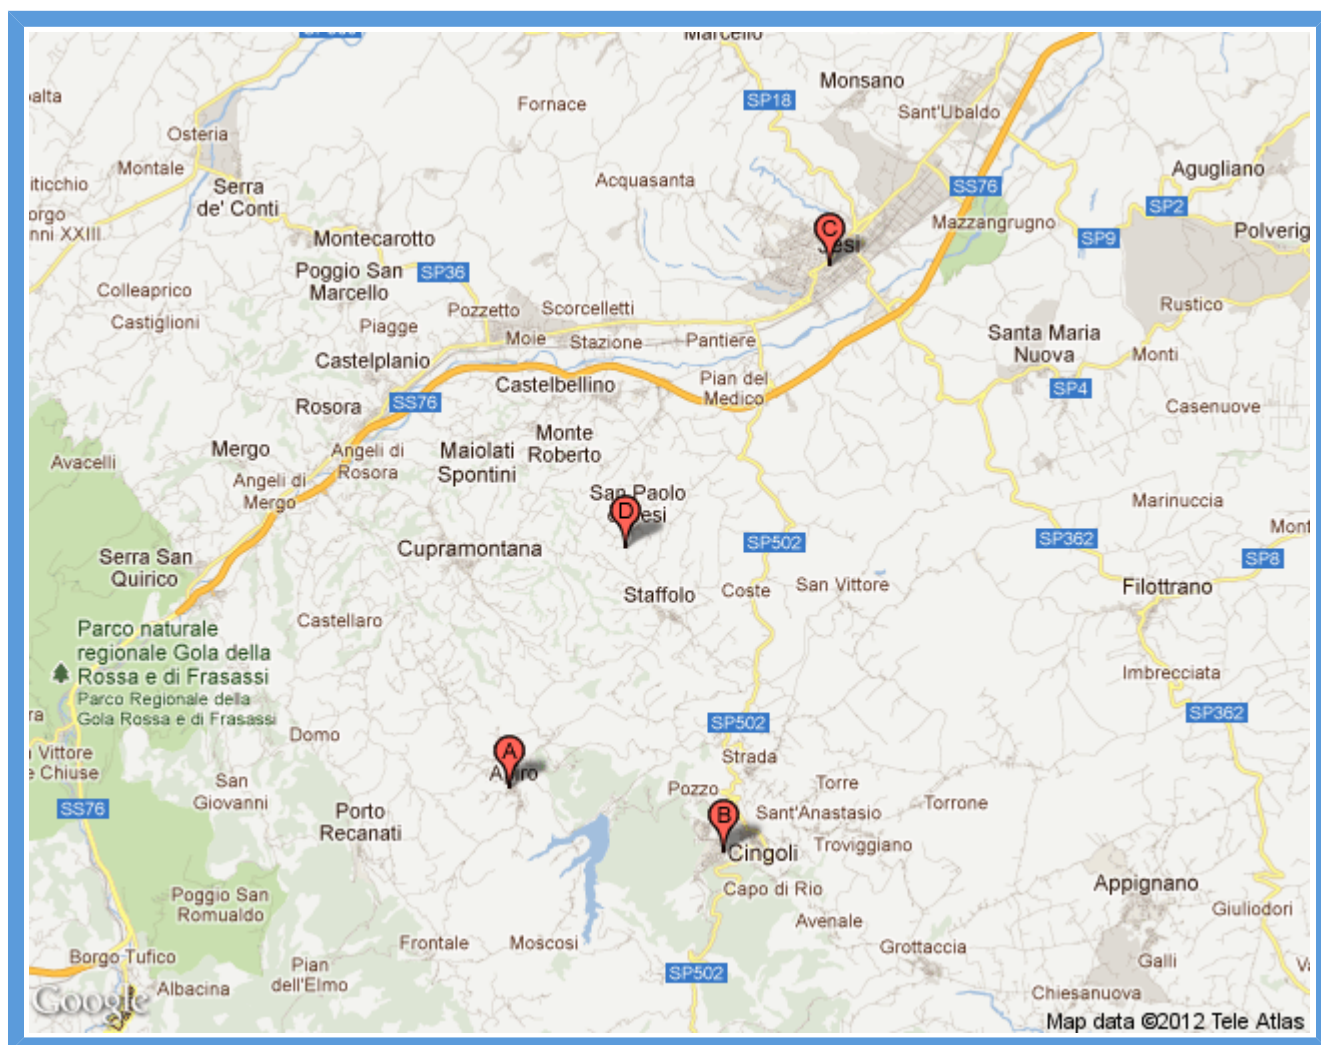 Marcello
Monsano
SP18
Fornace
Sant'Ubaldo
Osteria
Montale
Agugliano
Acquasanta
SS76
Serra
de' Conti
SP2
Mazzangrugno
C
Jesi
SP9
Polverig
nni XXIII
Montecarotto
Poggio San
Marcello
SP36
Colleaprico
Castiglioni
Piagge
Pozzetto
Scorcelletti
Rustico
Moie
Stazione
Pantiere
Santa Maria
Nuova
Monti
Castelplanio
Castelbellino
Pian del
Medico
SP4
Rosora
SS76
Casenuove
Mergo
Angeli di
Rosora
Maiolati
Spontini
Monte
Roberto
Avacelli
Angeli di
Mergo
San Paolo
D
Marinuccia
Mont
SP502
SP362
SP8
Serra San
Quirico
Cupramontana
Staffolo
Coste
San Vittore
Filottrano
Castellaro
Parco naturale
regionale Gola della
Rossa e di Frasassi
Parco Regionale della
Gola Rossa e di Frasassi
Imbrecciata
SP362
SP502
Domo
Vittore
e Chiuse
A
Strada
San
Giovanni
SS76
Pozzo
Torre
Torrone
Porto
Recanati
B
Sant'Anastasio
Cingoli
Troviggiano
Capo di Rio
Appignano
Poggio San
Romualdo
Avenale
Giuliodori
Frontale
Moscosi
Grottaccia
Borgo Tufico
Pian
dell'Elmo
SP502
Galli
Albacina
Chiesanuova
Google
Map data ©2012 Tele Atlas